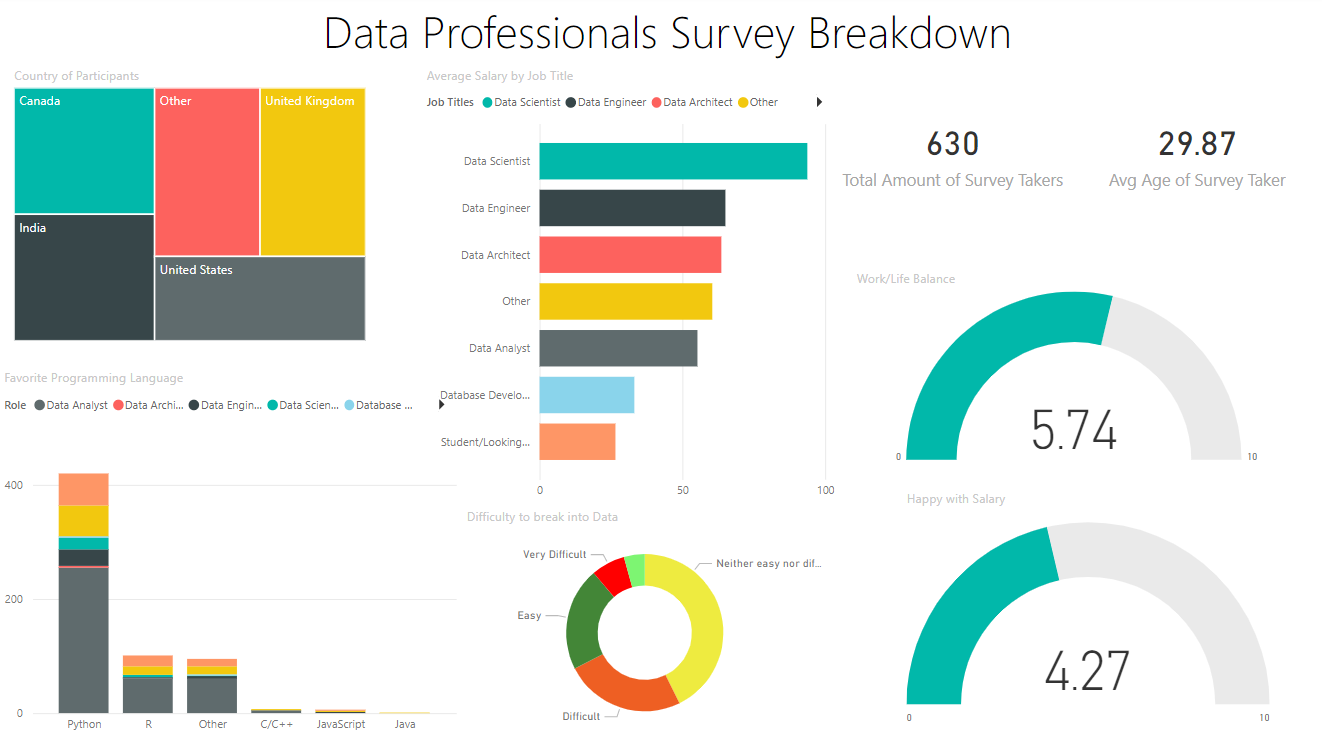 Data Professionals Survey Breakdown
Country of Participants
Canada
Other
United Kingdom
India
United States
Average Salary by Job Title
Job Titles Data Scientist Data Engineer Data Architect Other
Data Scientist
Data Engineer
Data Architect
Other
Data Analyst
Database Develo...
Student/Looking...
0 50 100
630
Total Amount of Survey Takers
29.87
Avg Age of Survey Taker
Work/Life Balance
5.74
0 10
Favorite Programming Language
Role Data Analyst Data Archi... Data Engin... Data Scien... Database ...
400
200
0
Python R Other C/C++ JavaScript Java
Difficulty to break into Data
Very Difficult
Neither easy nor dif...
Easy
Difficult
Happy with Salary
4.27
0 10